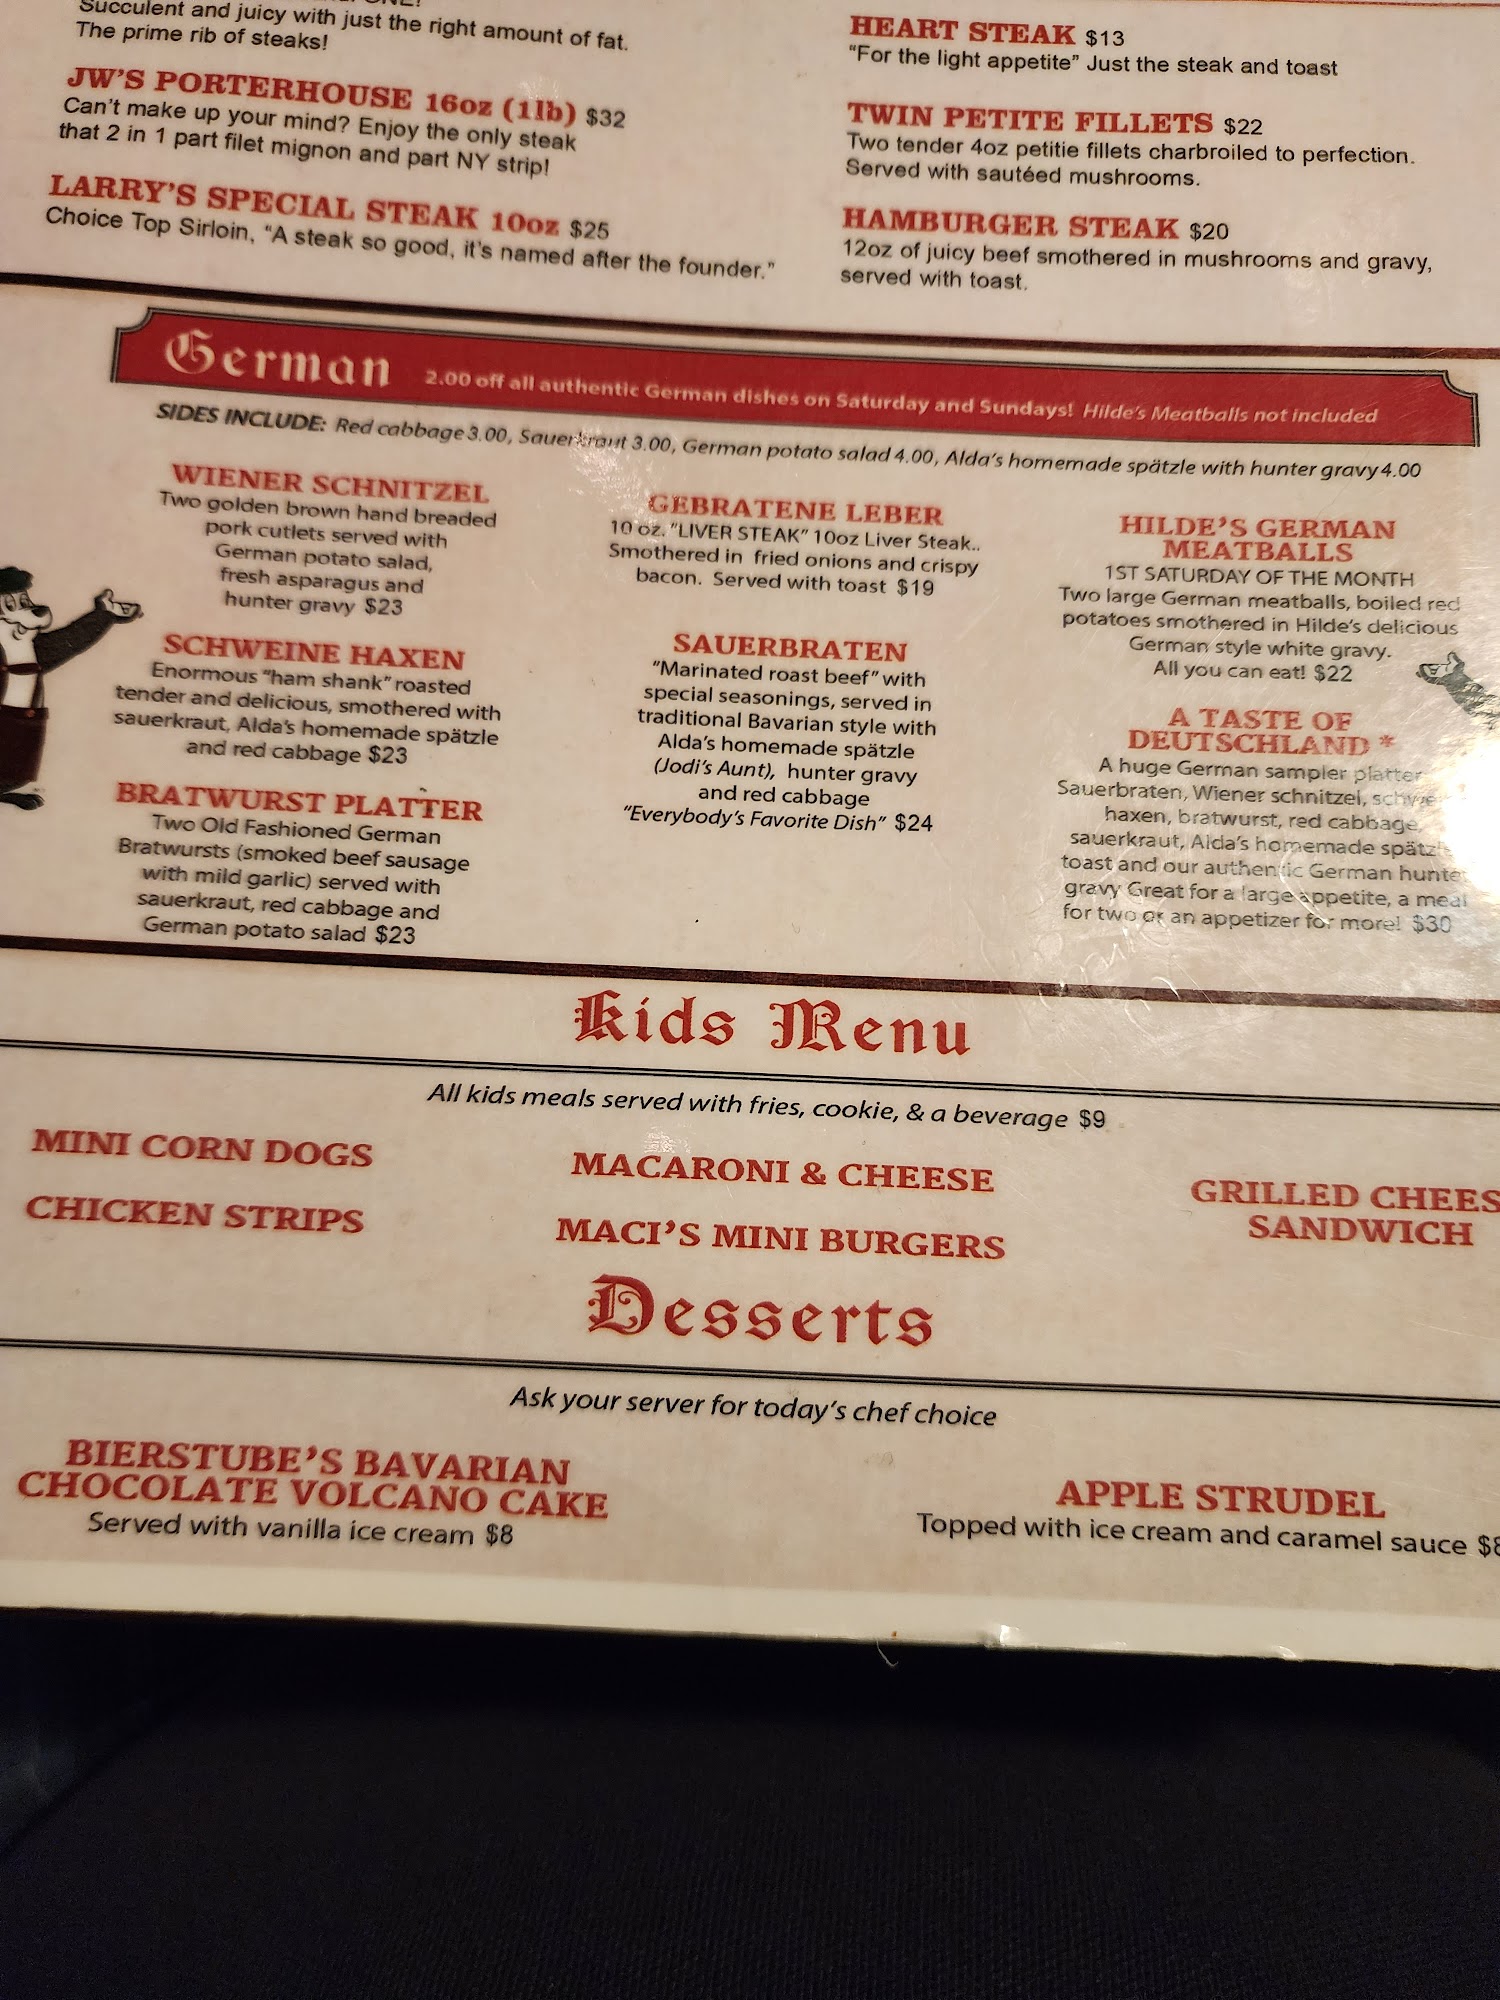 Succulent and juicy with just the right amount of fat.
The prime rib of steaks!
JW'S PORTERHOUSE 16oz (1lb) $32
Can't make up your mind? Enjoy the only steak
that 2 in 1 part filet mignon and part NY strip!
LARRY'S SPECIAL STEAK 10oz $25
Choice Top Sirloin, "A steak so good, it's named after the founder."
HEART STEAK $13
"For the light appetite" Just the steak and toast
TWIN PETITE FILLETS $22
Two tender 4oz petitie fillets charbroiled to perfection.
Served with sautéed mushrooms.
HAMBURGER STEAK $20
12oz of juicy beef smothered in mushrooms and gravy,
served with toast.
German 2.00 off all authentic German dishes on Saturday and Sundays! Hilde's Meatballs not included
SIDES INCLUDE: Red cabbage 3.00, Sauerkraut 3.00, German potato salad 4.00, Alda's homemade spätzle with hunter gravy 4.00
WIENER SCHNITZEL
Two golden brown hand breaded
pork cutlets served with
German potato salad,
fresh asparagus and
hunter gravy $23
SCHWEINE HAXEN
Enormous "ham shank" roasted
tender and delicious, smothered with
sauerkraut, Alda's homemade spätzle
and red cabbage $23
BRATWURST PLATTER
Two Old Fashioned German
Bratwursts (smoked beef sausage
with mild garlic) served with
sauerkraut, red cabbage and
German potato salad $23
GEBRATENE LEBER
10 oz. "LIVER STEAK" 10oz Liver Steak..
Smothered in fried onions and crispy
bacon. Served with toast $19
SAUERBRATEN
"Marinated roast beef" with
special seasonings, served in
traditional Bavarian style with
Alda's homemade spätzle
(Jodi's Aunt), hunter gravy
and red cabbage
"Everybody's Favorite Dish" $24
HILDE'S GERMAN
MEATBALLS
1ST SATURDAY OF THE MONTH
Two large German meatballs, boiled red
potatoes smothered in Hilde's delicious
German style white gravy.
All you can eat! $22
A TASTE OF
DEUTSCHLAND *
A huge German sampler platter
Sauerbraten, Wiener schnitzel,
haxen, bratwurst, red cabbage,
sauerkraut, Alda's homemade
toast and our authentic German
gravy Great for a large appetite, a meal
for two or an appetizer for more! $30
Kids Menu
All kids meals served with fries, cookie, & a beverage $9
MINI CORN DOGS
CHICKEN STRIPS
MACARONI & CHEESE
MACI'S MINI BURGERS
GRILLED CHEES
SANDWICH
Desserts
Ask your server for today's chef choice
BIERSTUBE'S BAVARIAN
CHOCOLATE VOLCANO CAKE
Served with vanilla ice cream $8
APPLE STRUDEL
Topped with ice cream and caramel sauce $8